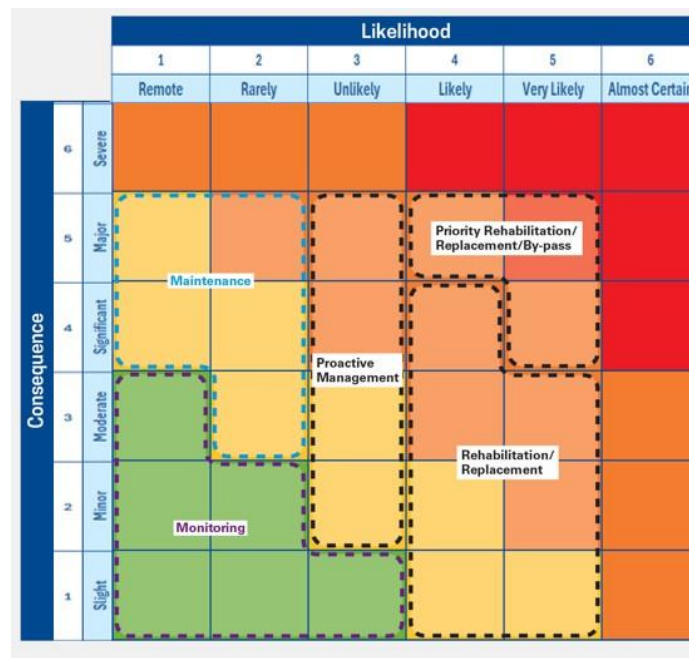 Likelihood
1 2 3 4 5 6
Remote Rarely Unlikely Likely Very Likely Almost Certain
6 Severe
5 Major
Priority Rehabilitation/
Replacement/By-pass
Maintenance
4 Significant
Consequence
Proactive
Management
3 Moderate
Rehabilitation/
Replacement
2 Minor
Monitoring
1 Slight